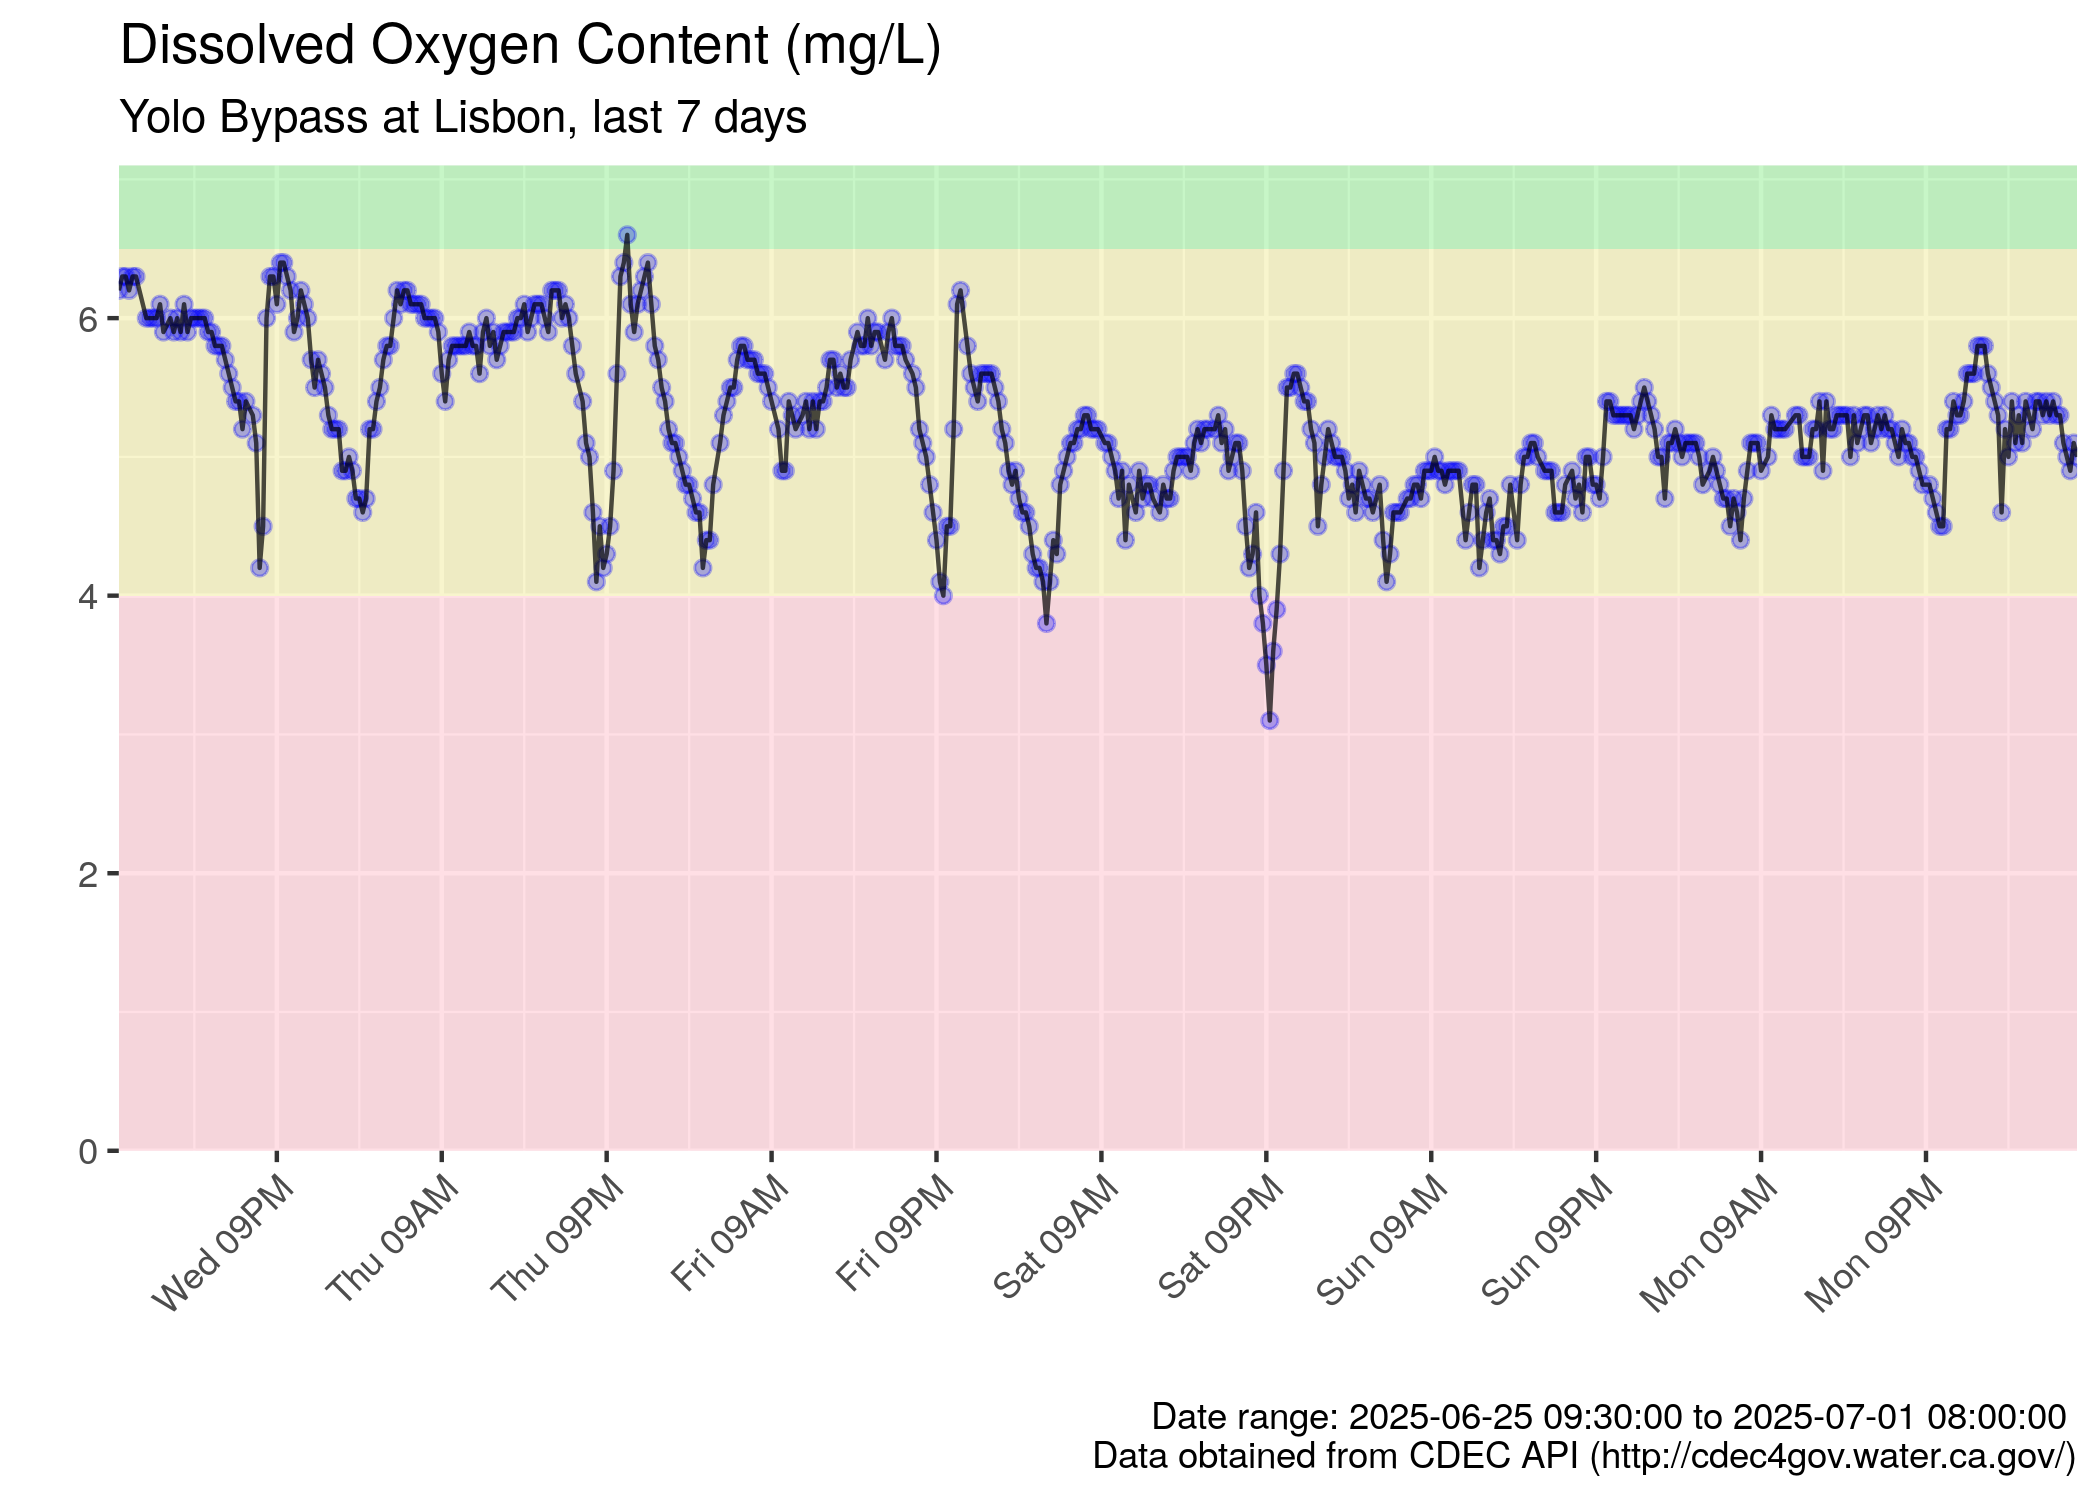 Dissolved Oxygen Content (mg/L)
Yolo Bypass at Lisbon, last 7 days
6
4
2
0
Wed 09PM
Thu 09AM
Thu 09PM
Fri 09AM
Fri 09PM
Sat 09AM
Sat 09PM
Sun 09AM
Sun 09PM
Mon 09AM
Mon 09PM
Date range: 2025-06-25 09:30:00 to 2025-07-01 08:00:00
Data obtained from CDEC API (http://cdec4gov.water.ca.gov/)